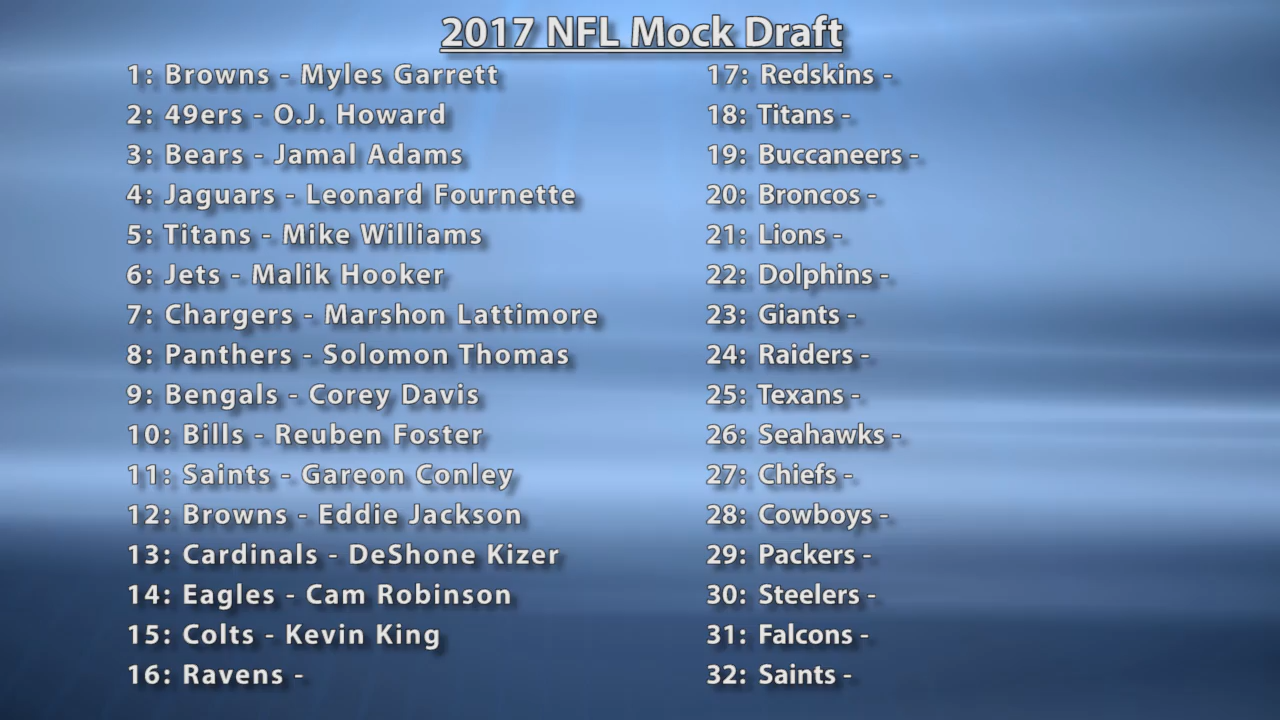 2017 NFL Mock Draft
1: Browns - Myles Garrett
2: 49ers - O.J. Howard
3: Bears - Jamal Adams
4: Jaguars - Leonard Fournette
5: Titans - Mike Williams
6: Jets - Malik Hooker
7: Chargers - Marshon Lattimore
8: Panthers - Solomon Thomas
9: Bengals - Corey Davis
10: Bills - Reuben Foster
11: Saints - Gareon Conley
12: Browns - Eddie Jackson
13: Cardinals - DeShone Kizer
14: Eagles - Cam Robinson
15: Colts - Kevin King
16: Ravens -
17: Redskins -
18: Titans -
19: Buccaneers -
20: Broncos -
21: Lions -
22: Dolphins -
23: Giants -
24: Raiders -
25: Texans -
26: Seahawks -
27: Chiefs -
28: Cowboys -
29: Packers -
30: Steelers -
31: Falcons -
32: Saints -